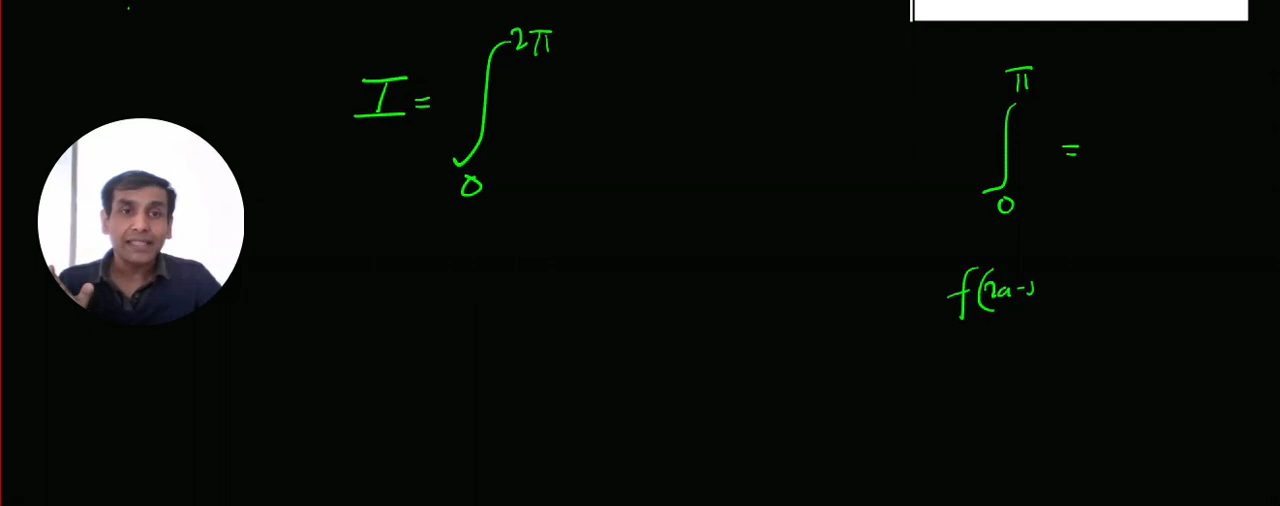 I = ∫₀^2π
∫₀^π =
f(2a-